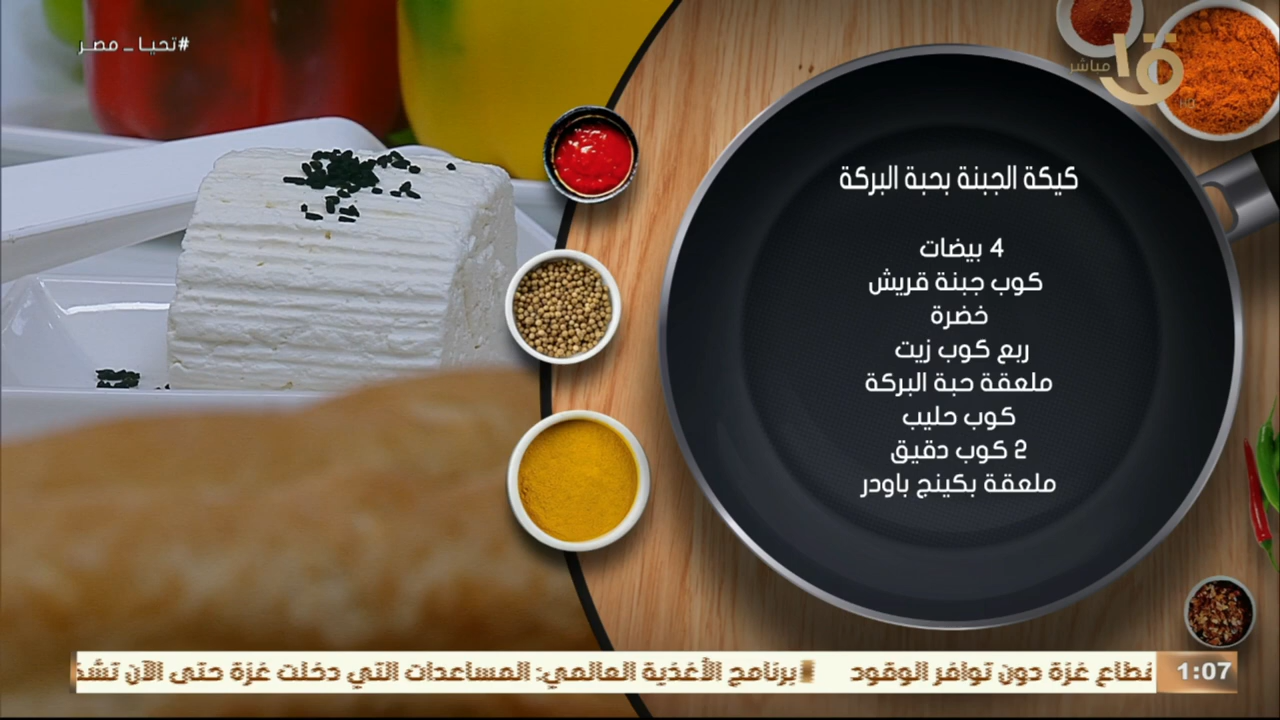 #تحيا_مصر
مباشر
كيكة الجبنة بحبة البركة
4 بيضات
كوب جبنة قريش
خضرة
ربع كوب زيت
ملعقة حبة البركة
كوب حليب
2 كوب دقيق
ملعقة بكينج باودر
1:07
غزة دون توافر الوقود
برنامج الأغذية العالمي: المساعدات التي دخلت غزة حتى الآن